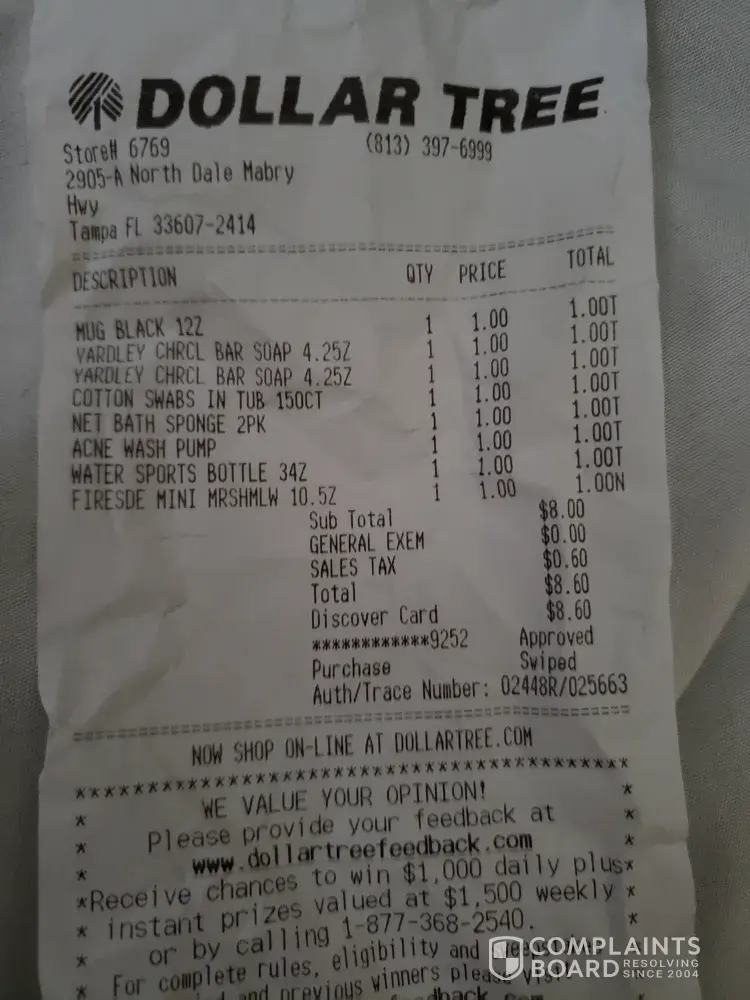 DOLLAR TREE
Store# 6769 (813) 397-6999
2905-A North Dale Mabry
Hwy
Tampa FL 33607-2414
DESCRIPTION QTY PRICE TOTAL
MUG BLACK 12Z 1 1.00 1.00T
YARDLEY CHRCL BAR SOAP 4.25Z 1 1.00 1.00T
YARDLEY CHRCL BAR SOAP 4.25Z 1 1.00 1.00T
COTTON SWABS IN TUB 150CT 1 1.00 1.00T
NET BATH SPONGE 2PK 1 1.00 1.00T
ACNE WASH PUMP 1 1.00 1.00T
WATER SPORTS BOTTLE 34Z 1 1.00 1.00T
FIRESDE MINI MRSHMLW 10.5Z 1 1.00 1.00N
Sub Total $8.00
GENERAL EXEM $0.00
SALES TAX $0.60
Total $8.60
Discover Card $8.60
************9252 Approved
Purchase Swiped
Auth/Trace Number: 02448R/025663
NOW SHOP ON-LINE AT DOLLARTREE.COM
****************************************
* WE VALUE YOUR OPINION! *
* Please provide your feedback at *
* www.dollartreefeedback.com *
*Receive chances to win $1,000 daily plus*
* instant prizes valued at $1,500 weekly *
* or by calling 1-877-368-2540. *
* For complete rules, eligibility and
and previous winners please
COMPLAINTS
BOARD RESOLVING
SINCE 2004